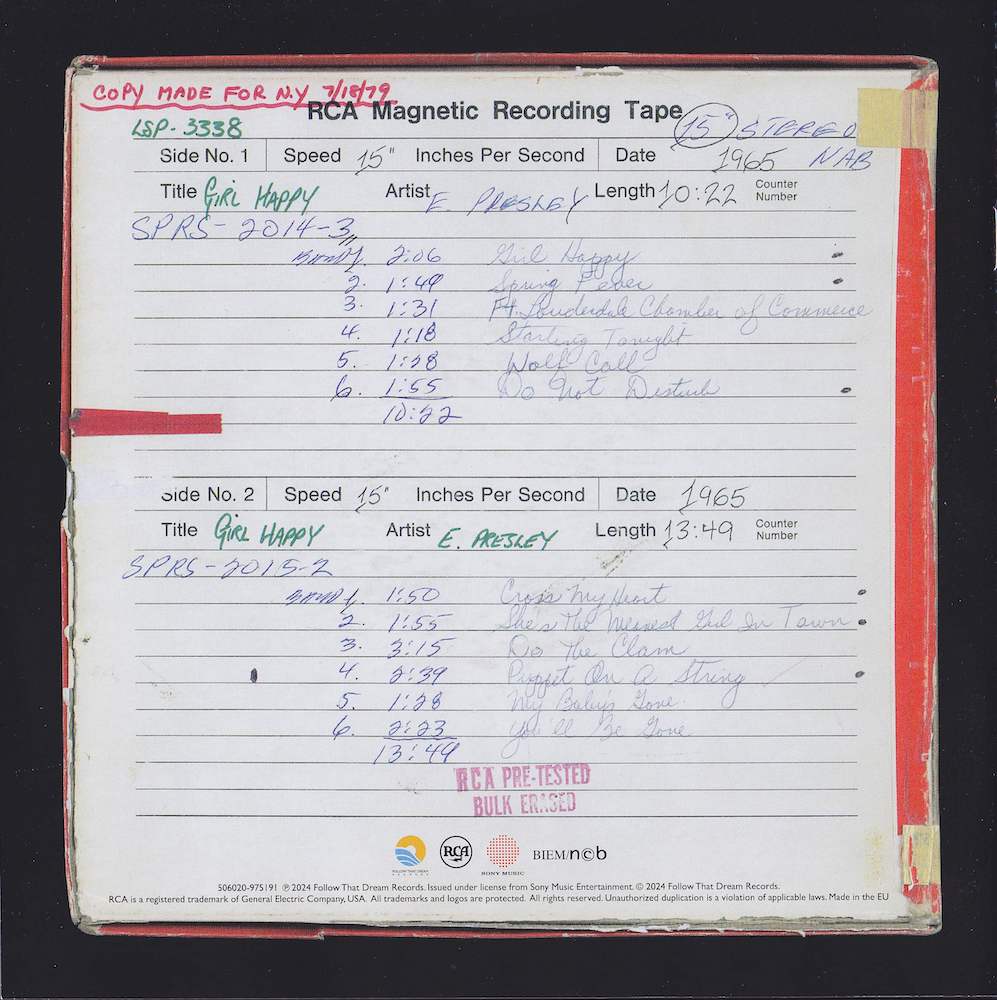 COPY MADE FOR N.Y 7/18/79
RCA Magnetic Recording Tape
LSP-3338
15" STEREO
Side No. 1 Speed 15" Inches Per Second Date 1965 NAB
Title GIRL HAPPY Artist E. PRESLEY Length 10:22 Counter Number
SPRS-2014-3
BAND 1. 2:06 Girl Happy
2. 1:49 Spring Fever
3. 1:31 Ft. Lauderdale Chamber of Commerce
4. 1:18 Startin Tonight
5. 1:28 Wolf Call
6. 1:55 Do Not Disturb
10:22
Side No. 2 Speed 15" Inches Per Second Date 1965
Title GIRL HAPPY Artist E. PRESLEY Length 13:49 Counter Number
SPRS-2015-2
BAND 1. 1:50 Cross My Heart
2. 1:55 She's The Meanest Girl In Town
3. 3:15 Do The Clam
4. 2:39 Puppet On A String
5. 1:28 My Baby's Gone
6. 2:23 You'll Be Gone
13:49
RCA PRE-TESTED
BULK ERASED
FOLLOW THAT DREAM RECORDS RCA SONY MUSIC BIEM/n©b
506020-975191 ℗ 2024 Follow That Dream Records. Issued under license from Sony Music Entertainment. © 2024 Follow That Dream Records.
RCA is a registered trademark of General Electric Company, USA. All trademarks and logos are protected. All rights reserved. Unauthorized duplication is a violation of applicable laws. Made in the EU